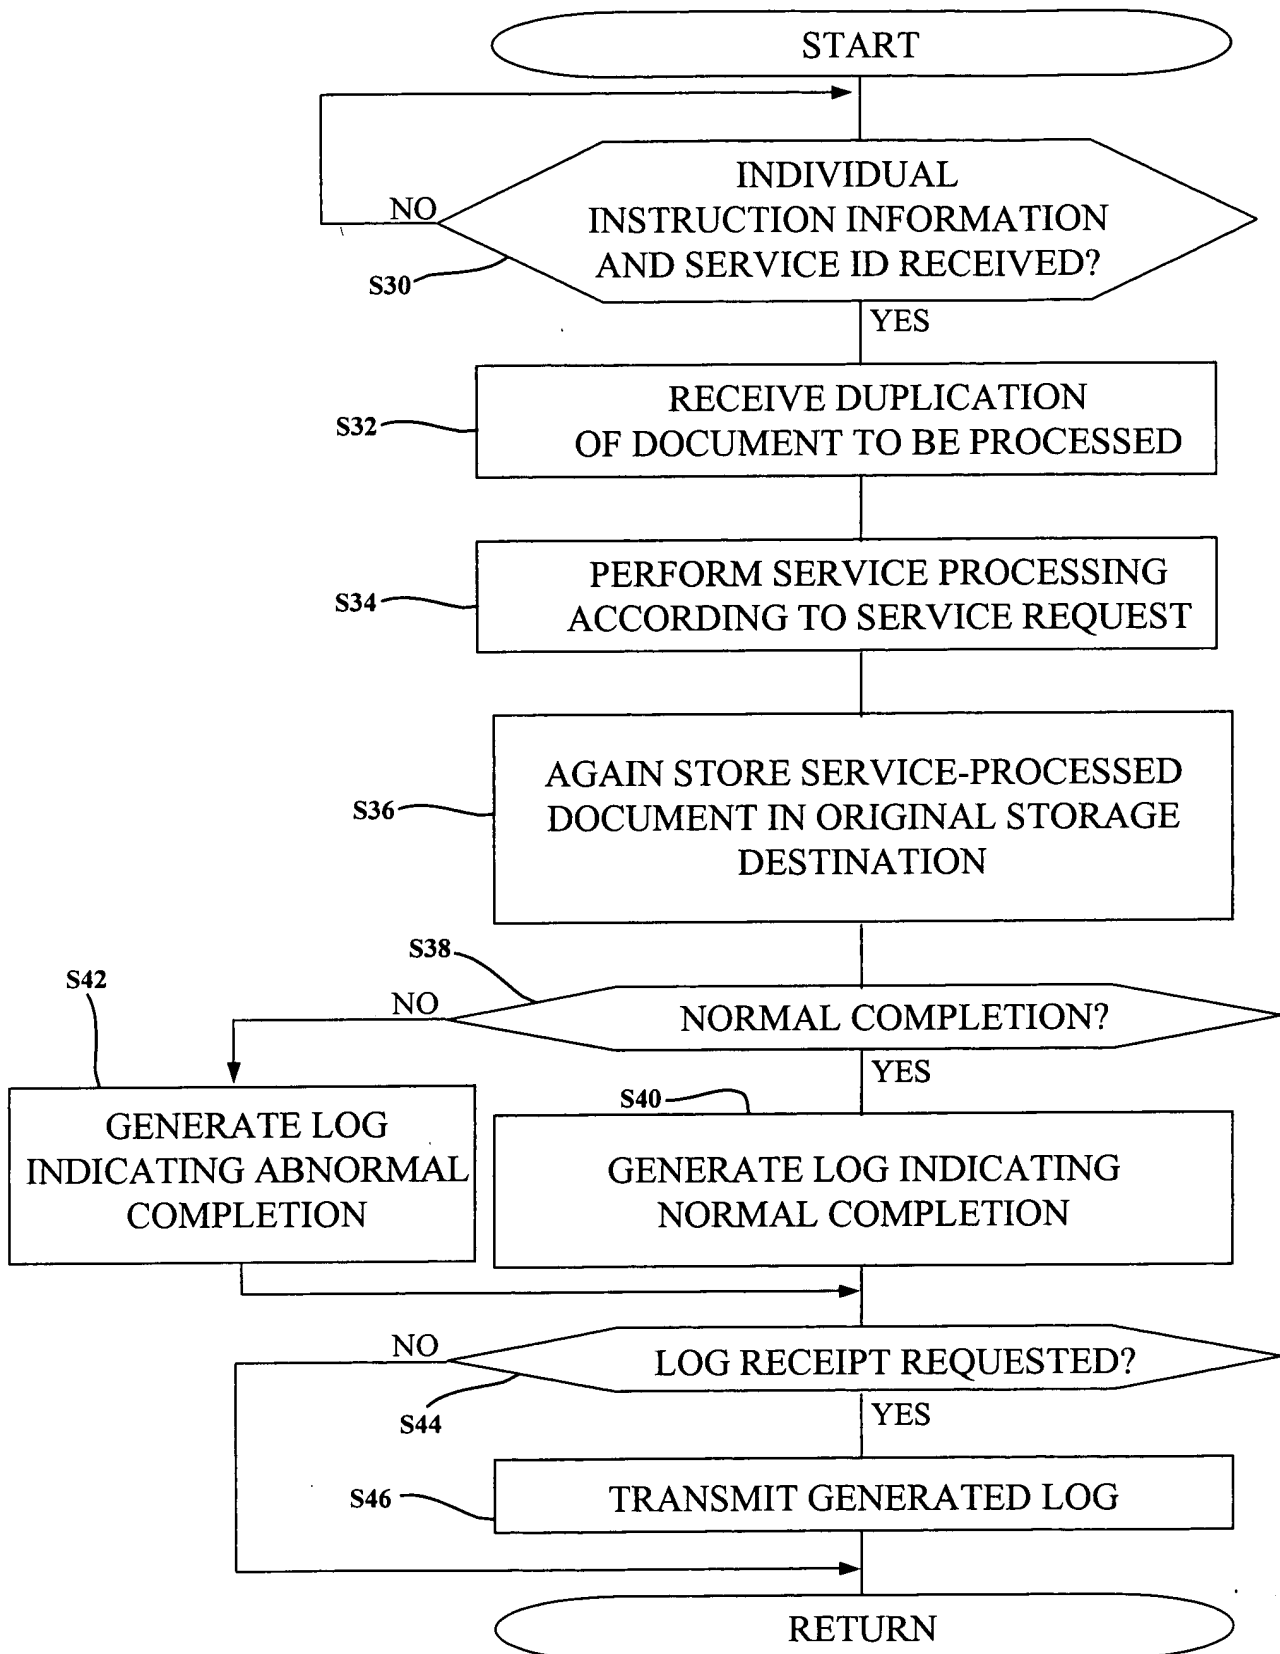 START
INDIVIDUAL
INSTRUCTION INFORMATION
AND SERVICE ID RECEIVED?
NO
S30
YES
RECEIVE DUPLICATION
OF DOCUMENT TO BE PROCESSED
S32
PERFORM SERVICE PROCESSING
ACCORDING TO SERVICE REQUEST
S34
AGAIN STORE SERVICE-PROCESSED
DOCUMENT IN ORIGINAL STORAGE
DESTINATION
S36
S38
NO
NORMAL COMPLETION?
YES
S42
GENERATE LOG
INDICATING ABNORMAL
COMPLETION
S40
GENERATE LOG INDICATING
NORMAL COMPLETION
NO
LOG RECEIPT REQUESTED?
S44
YES
S46
TRANSMIT GENERATED LOG
RETURN